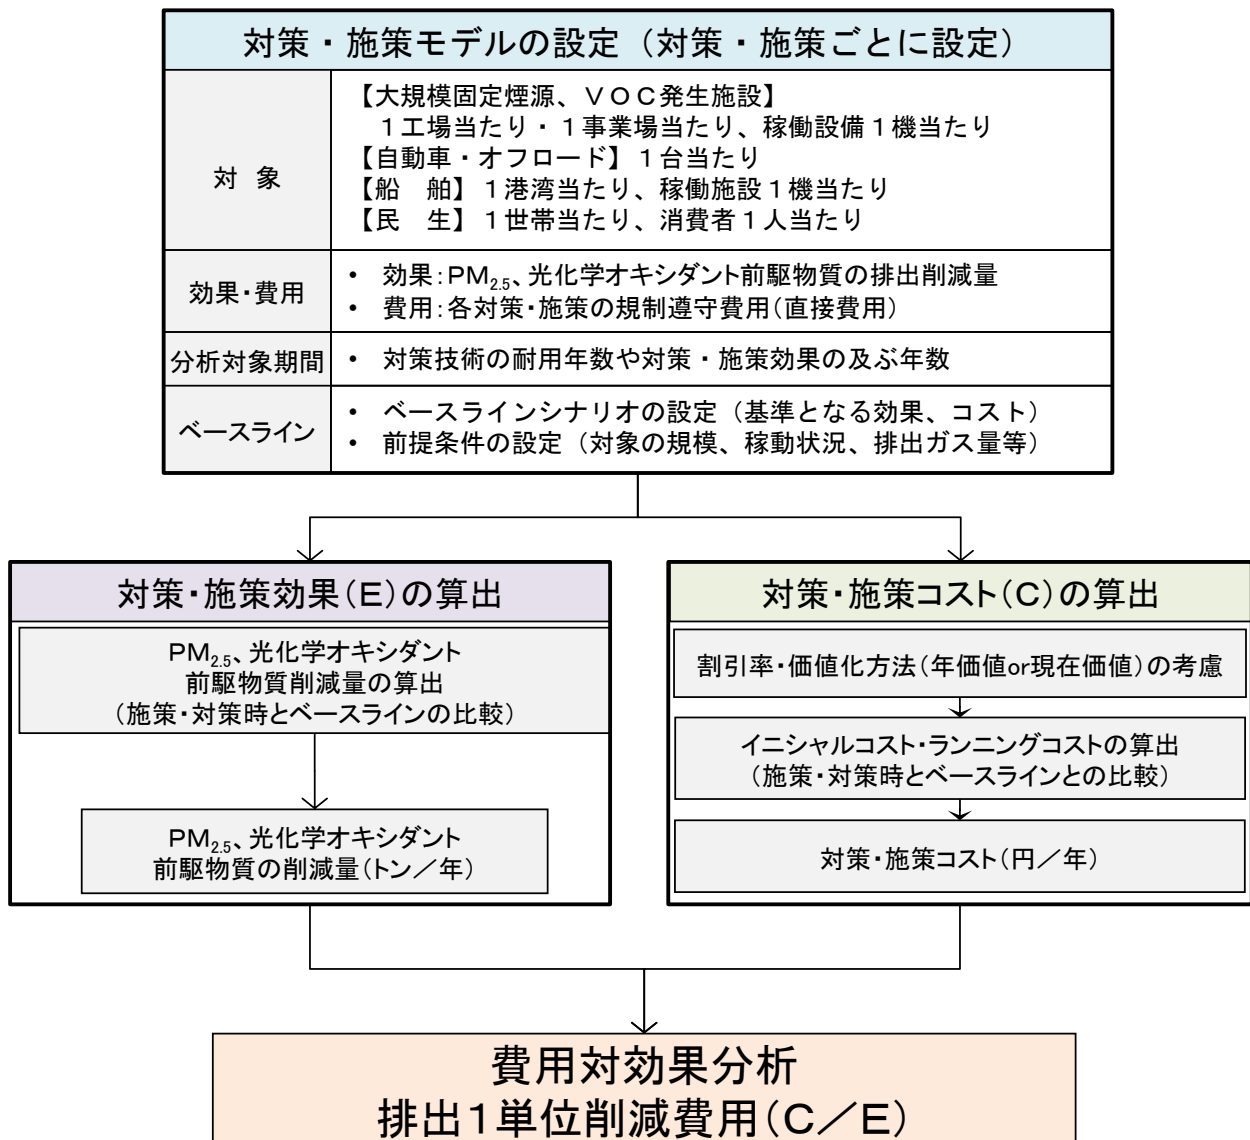 対策・施策モデルの設定（対策・施策ごとに設定）
対 象
【大規模固定煙源、ＶＯＣ発生施設】
１工場当たり・１事業場当たり、稼働設備１機当たり
【自動車・オフロード】１台当たり
【船　舶】１港湾当たり、稼働施設１機当たり
【民　生】１世帯当たり、消費者１人当たり
効果・費用
• 効果：PM2.5、光化学オキシダント前駆物質の排出削減量
• 費用：各対策・施策の規制遵守費用（直接費用）
分析対象期間
• 対策技術の耐用年数や対策・施策効果の及ぶ年数
ベースライン
• ベースラインシナリオの設定（基準となる効果、コスト）
• 前提条件の設定（対象の規模、稼動状況、排出ガス量等）
対策・施策効果（E）の算出
PM2.5、光化学オキシダント
前駆物質削減量の算出
（施策・対策時とベースラインの比較）
PM2.5、光化学オキシダント
前駆物質の削減量（トン／年）
対策・施策コスト（C）の算出
割引率・価値化方法（年価値or現在価値）の考慮
イニシャルコスト・ランニングコストの算出
（施策・対策時とベースラインとの比較）
対策・施策コスト（円／年）
費用対効果分析
排出１単位削減費用（C／E）